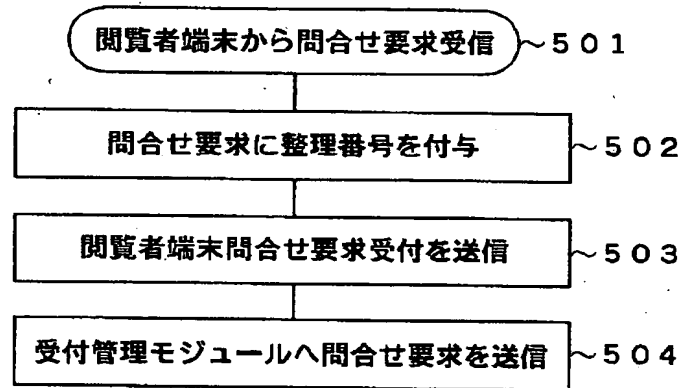 閲覧者端末から問合せ要求受信 ～501
問合せ要求に整理番号を付与 ～502
閲覧者端末問合せ要求受付を送信 ～503
受付管理モジュールへ問合せ要求を送信 ～504